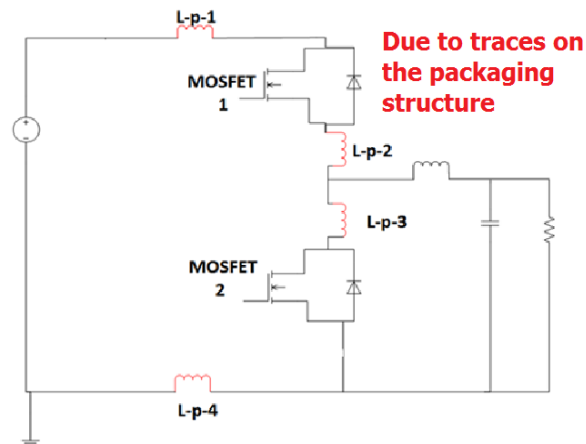 L-p-1
Due to traces on
the packaging
structure
MOSFET
1
L-p-2
L-p-3
MOSFET
2
L-p-4